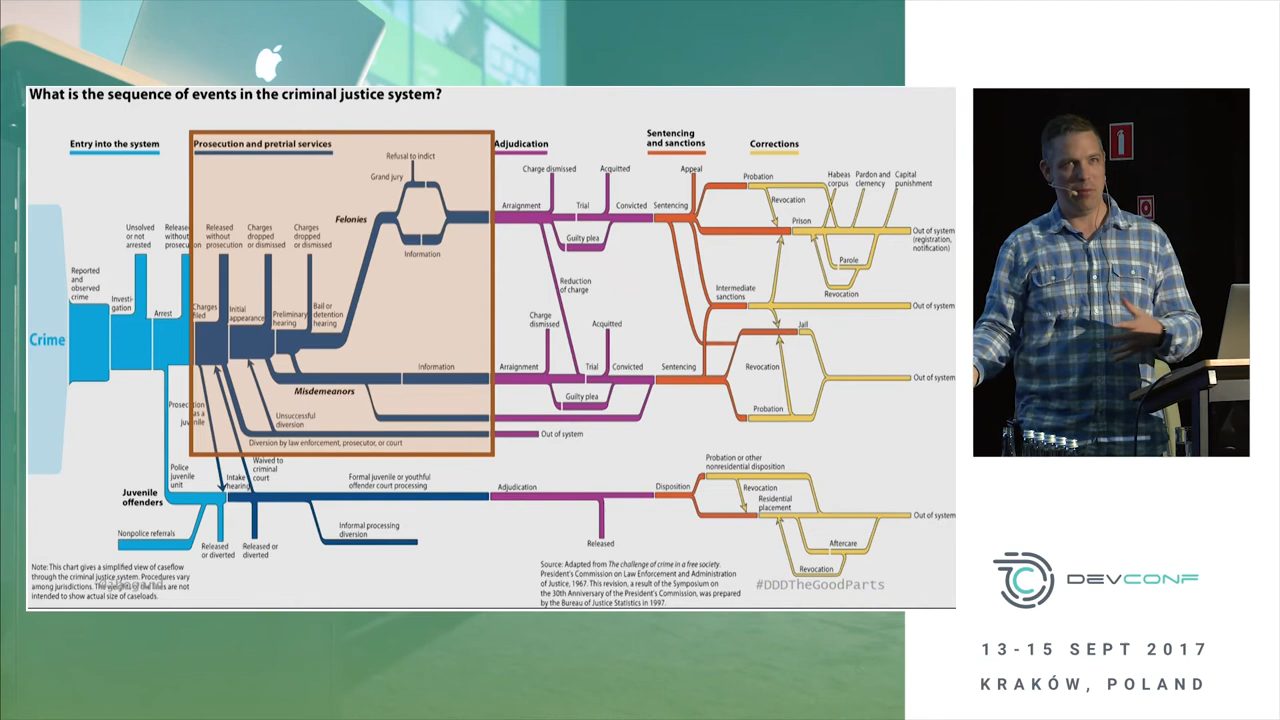 What is the sequence of events in the criminal justice system?
Entry into the system
Prosecution and pretrial services
Adjudication
Sentencing
and sanctions
Corrections
Refusal to indict
Grand jury
Felonies
Information
Unsolved
or not
arrested
Released
without
prosecution
Released
without
prosecution
Charges
dropped
or dismissed
Charges
dropped
or dismissed
Reported
and
observed
crime
Investi-
gation
Arrest
Charges
filed
Initial
appearance
Preliminary
hearing
Bail or
detention
hearing
Crime
Information
Misdemeanors
Unsuccessful
diversion
Diversion by law enforcement, prosecutor, or court
Prosecution
as a
juvenile
Charge dismissed
Acquitted
Arraignment
Trial
Convicted
Guilty plea
Reduction
of charge
Charge
dismissed
Acquitted
Arraignment
Trial
Convicted
Guilty plea
Out of system
Appeal
Sentencing
Probation
Revocation
Habeas
corpus
Pardon and
clemency
Capital
punishment
Prison
Out of system
(registration,
notification)
Parole
Revocation
Intermediate
sanctions
Out of system
Jail
Sentencing
Revocation
Out of system
Probation
Police
juvenile
unit
Juvenile
offenders
Intake
hearing
Waived to
criminal
court
Formal juvenile or youthful
offender court processing
Nonpolice referrals
Released
or diverted
Released or
diverted
Informal processing
diversion
Adjudication
Released
Disposition
Probation or other
nonresidential disposition
Revocation
Residential
placement
Out of system
Aftercare
Revocation
Note: This chart gives a simplified view of caseflow
through the criminal justice system. Procedures vary
among jurisdictions. The weights of the lines are not
intended to show actual size of caseloads.
Source: Adapted from The challenge of crime in a free society.
President's Commission on Law Enforcement and Administration
of Justice, 1967. This revision, a result of the Symposium on
the 30th Anniversary of the President's Commission, was prepared
by the Bureau of Justice Statistics in 1997.
#DDDTheGoodParts
DEVCONF
13-15 SEPT 2017
KRAKÓW, POLAND